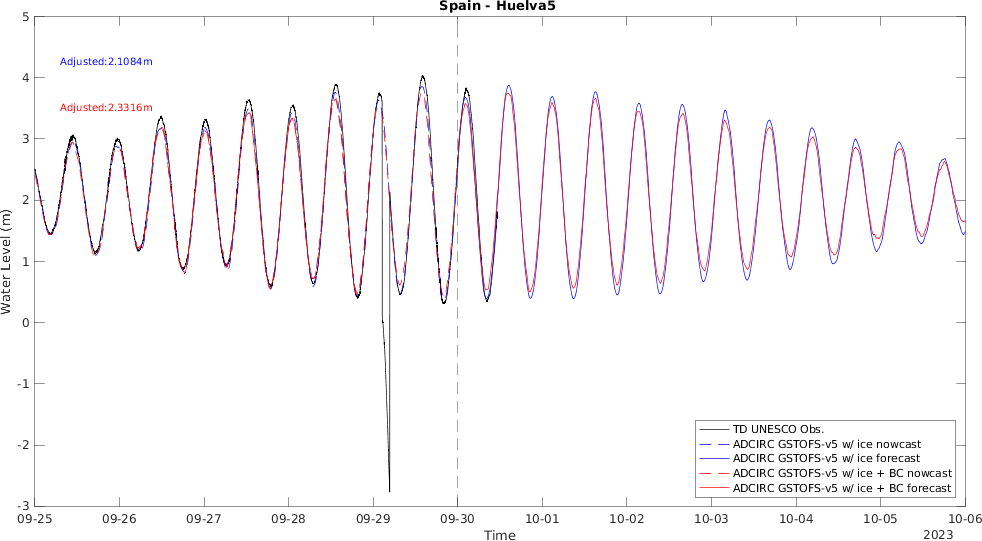 Spain - Huelva5
Adjusted:2.1084m
Adjusted:2.3316m
Water Level (m)
5
4
3
2
1
0
-1
-2
-3
TD UNESCO Obs.
ADCIRC GSTOFS-v5 w/ ice nowcast
ADCIRC GSTOFS-v5 w/ ice forecast
ADCIRC GSTOFS-v5 w/ ice + BC nowcast
ADCIRC GSTOFS-v5 w/ ice + BC forecast
09-25 09-26 09-27 09-28 09-29 09-30 10-01 10-02 10-03 10-04 10-05 10-06
Time
2023